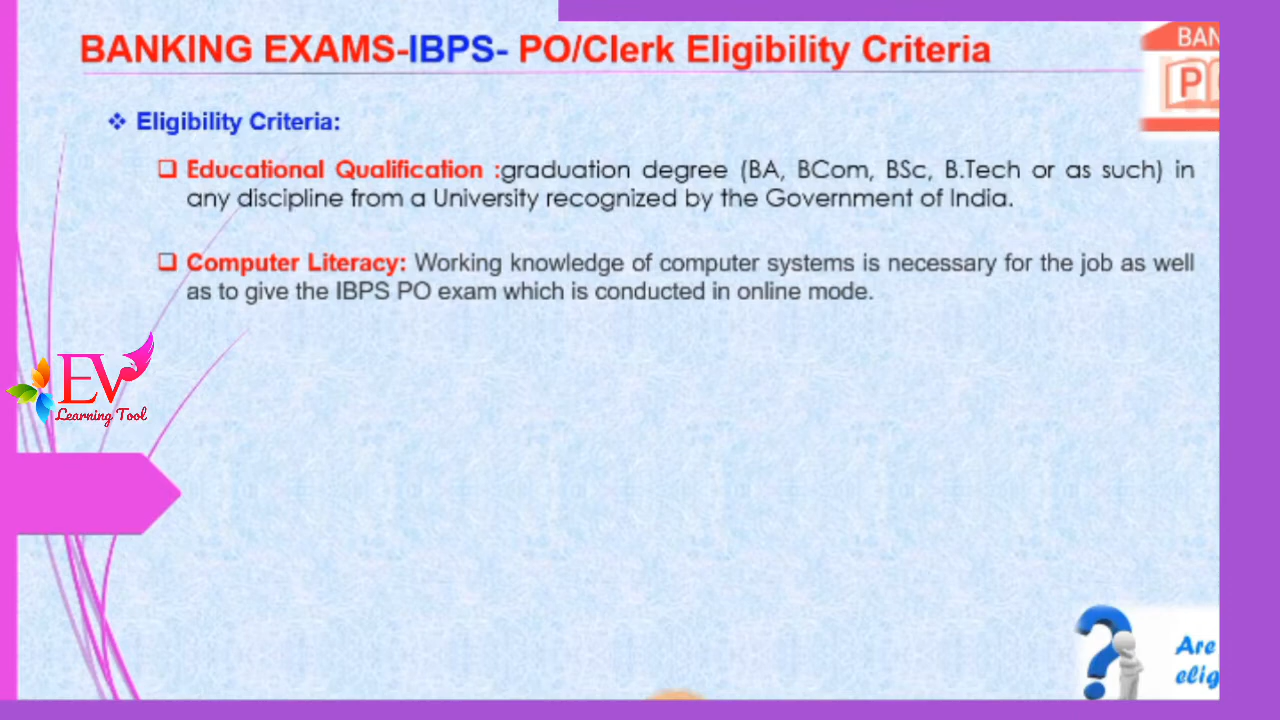 BANKING EXAMS-IBPS- PO/Clerk Eligibility Criteria
BAN
P
❖ Eligibility Criteria:
❑ Educational Qualification :graduation degree (BA, BCom, BSc, B.Tech or as such) in
any discipline from a University recognized by the Government of India.
❑ Computer Literacy: Working knowledge of computer systems is necessary for the job as well
as to give the IBPS PO exam which is conducted in online mode.
EV
Learning Tool
Are
elig